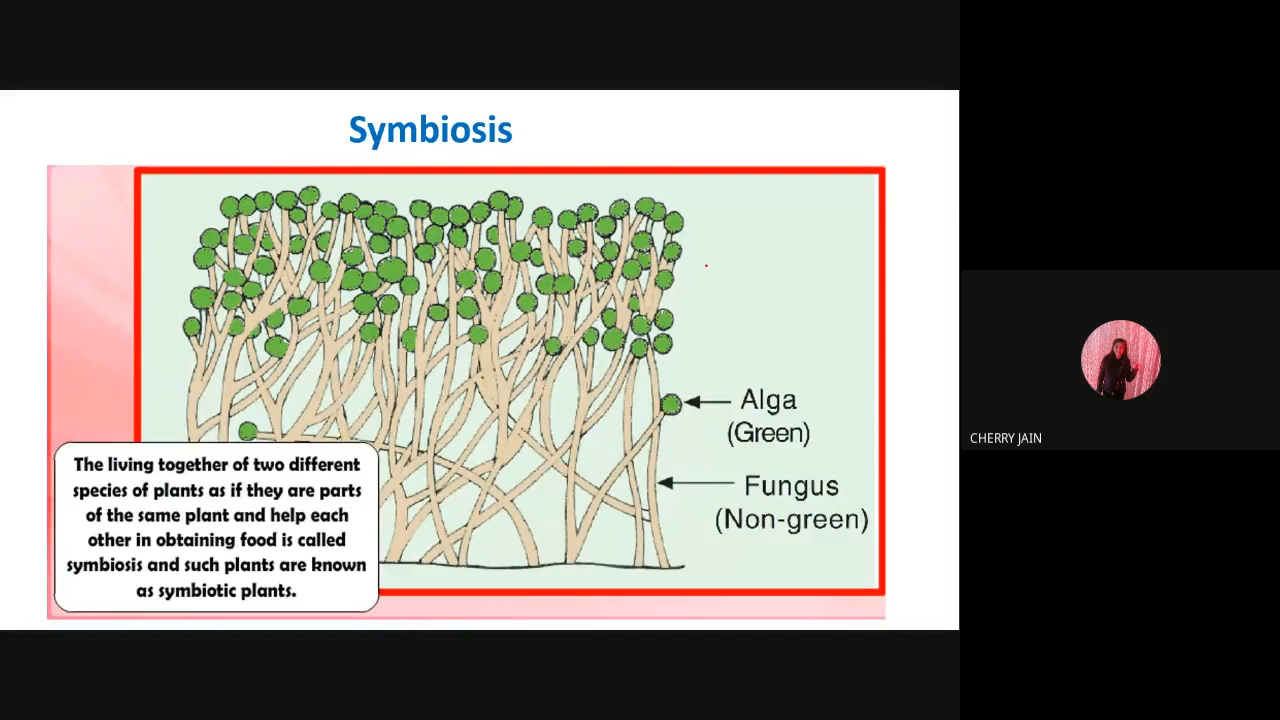 Symbiosis
Alga
(Green)
Fungus
(Non-green)
The living together of two different
species of plants as if they are parts
of the same plant and help each
other in obtaining food is called
symbiosis and such plants are known
as symbiotic plants.
CHERRY JAIN